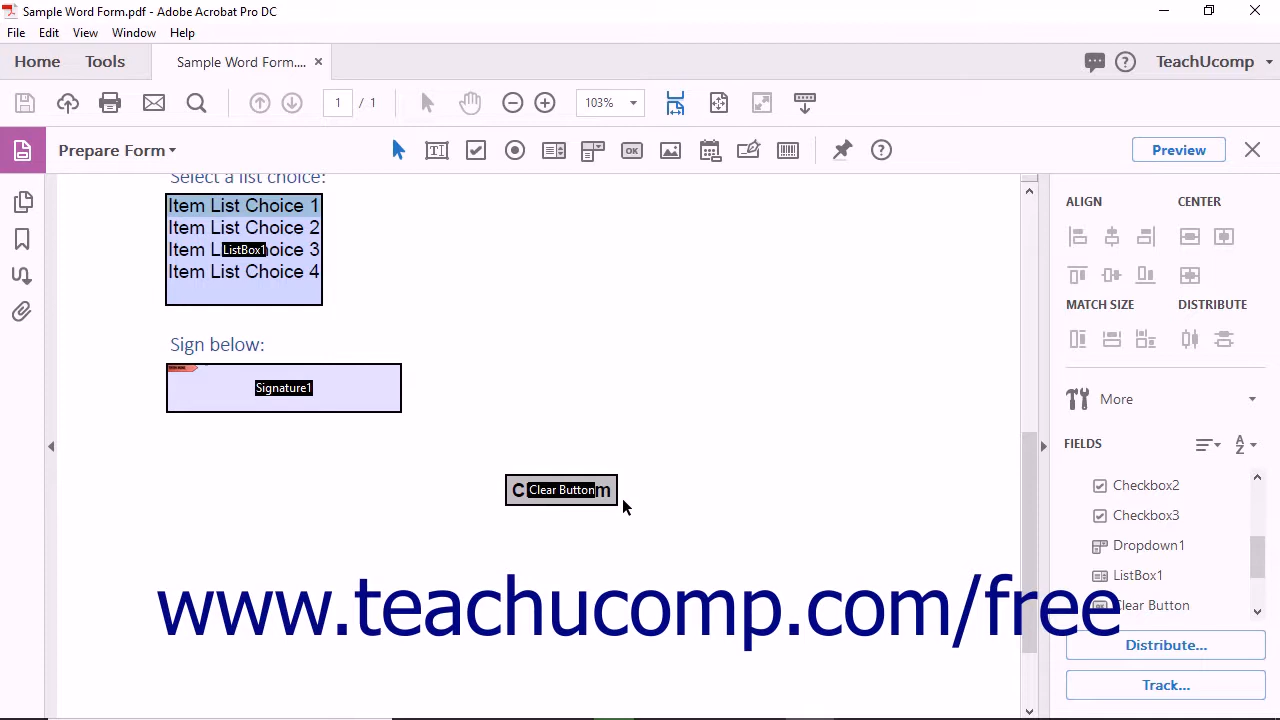 Sample Word Form.pdf - Adobe Acrobat Pro DC
File Edit View Window Help
Home Tools Sample Word Form.... × TeachUcomp
1 / 1 103%
Prepare Form OK Preview
Select a list choice:
Item List Choice 1
Item List Choice 2
Item L ListBox1 hoice 3
Item List Choice 4
Sign below:
Signature1
C Clear Button m
www.teachucomp.com/free
ALIGN CENTER
MATCH SIZE DISTRIBUTE
More
FIELDS
Checkbox2
Checkbox3
Dropdown1
ListBox1
Clear Button
Distribute...
Track...